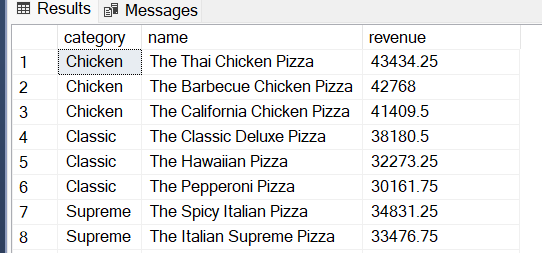 Results Messages
category name revenue
1 Chicken The Thai Chicken Pizza 43434.25
2 Chicken The Barbecue Chicken Pizza 42768
3 Chicken The California Chicken Pizza 41409.5
4 Classic The Classic Deluxe Pizza 38180.5
5 Classic The Hawaiian Pizza 32273.25
6 Classic The Pepperoni Pizza 30161.75
7 Supreme The Spicy Italian Pizza 34831.25
8 Supreme The Italian Supreme Pizza 33476.75